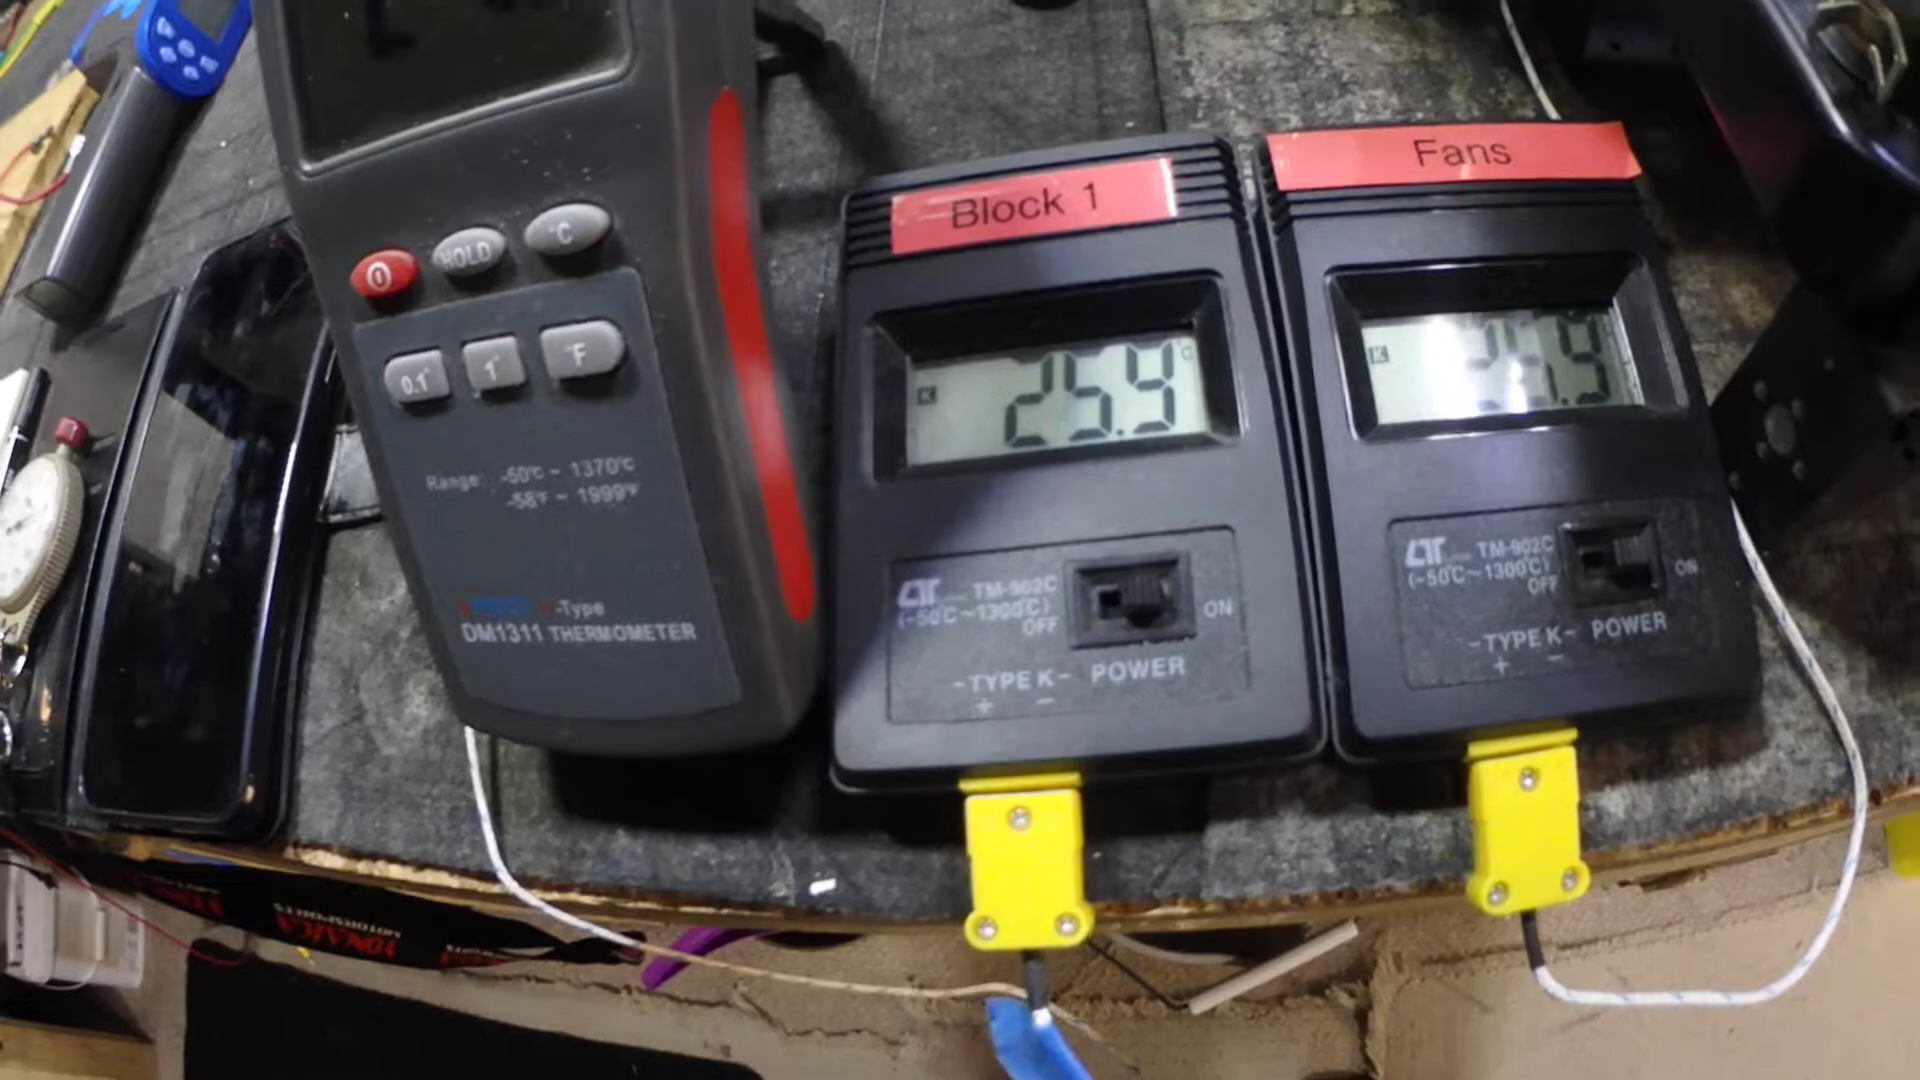 HOLD
°C
0.1°
1°
°F
Range: -50°C ~ 1370°C
-58°F ~ 1999°F
-Type
DM1311 THERMOMETER
Block 1
K
25.9
TM-902C
(-50°C~1300°C)
OFF
ON
-TYPE K- POWER
+ -
Fans
K
TM-902C
(-50°C~1300°C)
OFF
ON
-TYPE K- POWER
+ -